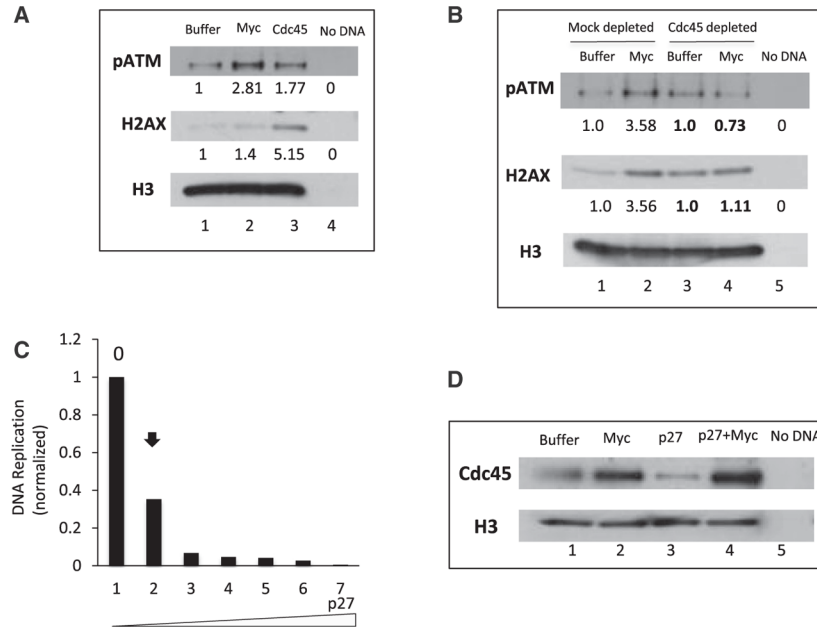 A
Buffer Myc Cdc45 No DNA
pATM
1 2.81 1.77 0
H2AX
1 1.4 5.15 0
H3
1 2 3 4
B
Mock depleted Cdc45 depleted
Buffer Myc Buffer Myc No DNA
pATM
1.0 3.58 1.0 0.73 0
H2AX
1.0 3.56 1.0 1.11 0
H3
1 2 3 4 5
C
DNA Replication
(normalized)
1.2
1
0.8
0.6
0.4
0.2
0
0
1 2 3 4 5 6 7
p27
D
Buffer Myc p27 p27+Myc No DNA
Cdc45
H3
1 2 3 4 5